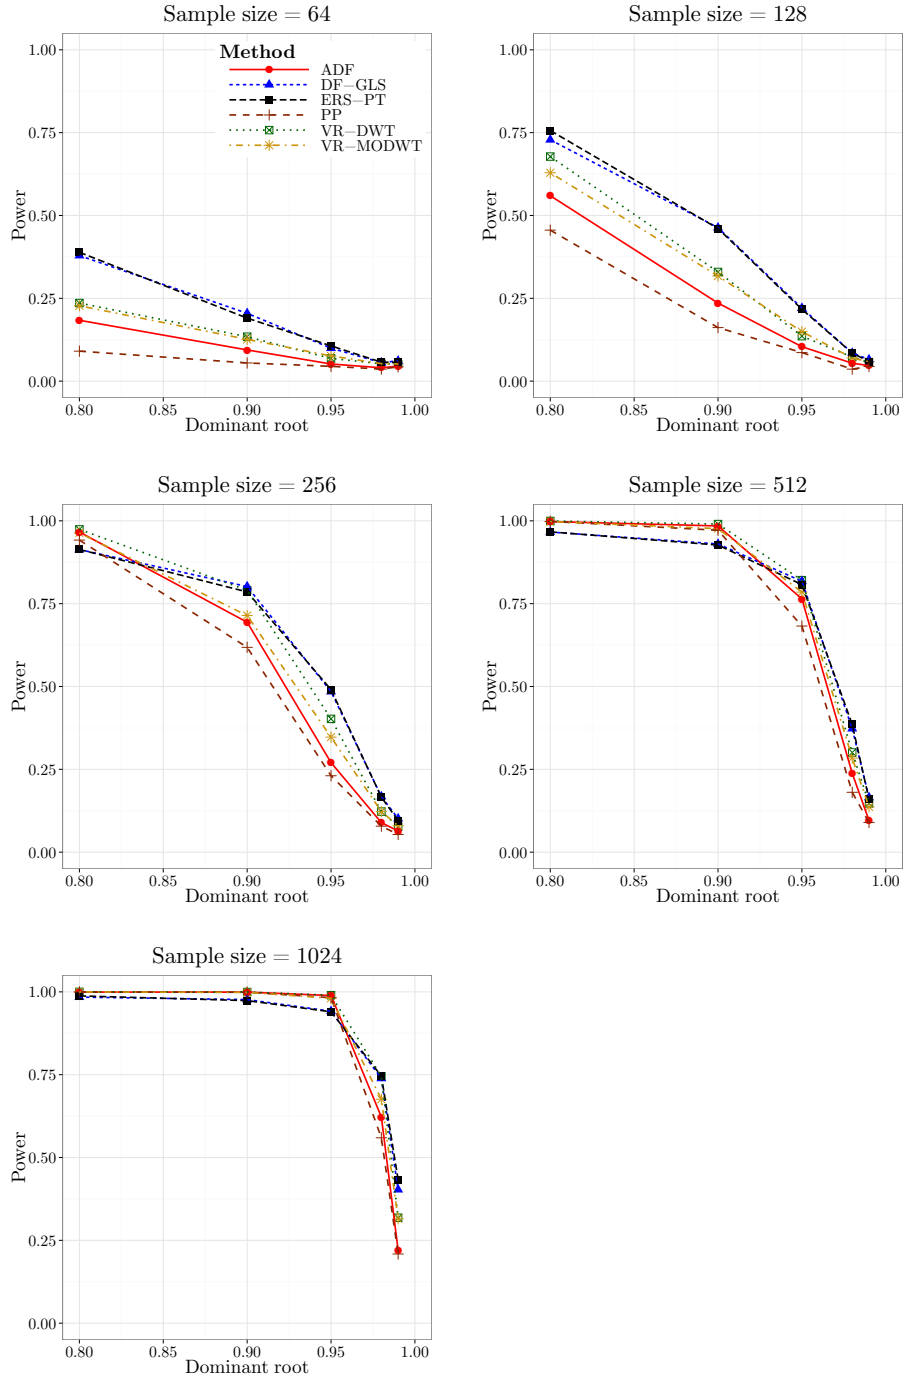 Sample size = 64
Power
1.00
0.75
0.50
0.25
0.00
Method
ADF
DF−GLS
ERS−PT
PP
VR−DWT
VR−MODWT
0.80 0.85 0.90 0.95 1.00
Dominant root
Sample size = 128
Power
1.00
0.75
0.50
0.25
0.00
0.80 0.85 0.90 0.95 1.00
Dominant root
Sample size = 256
Power
1.00
0.75
0.50
0.25
0.00
0.80 0.85 0.90 0.95 1.00
Dominant root
Sample size = 512
Power
1.00
0.75
0.50
0.25
0.00
0.80 0.85 0.90 0.95 1.00
Dominant root
Sample size = 1024
Power
1.00
0.75
0.50
0.25
0.00
0.80 0.85 0.90 0.95 1.00
Dominant root